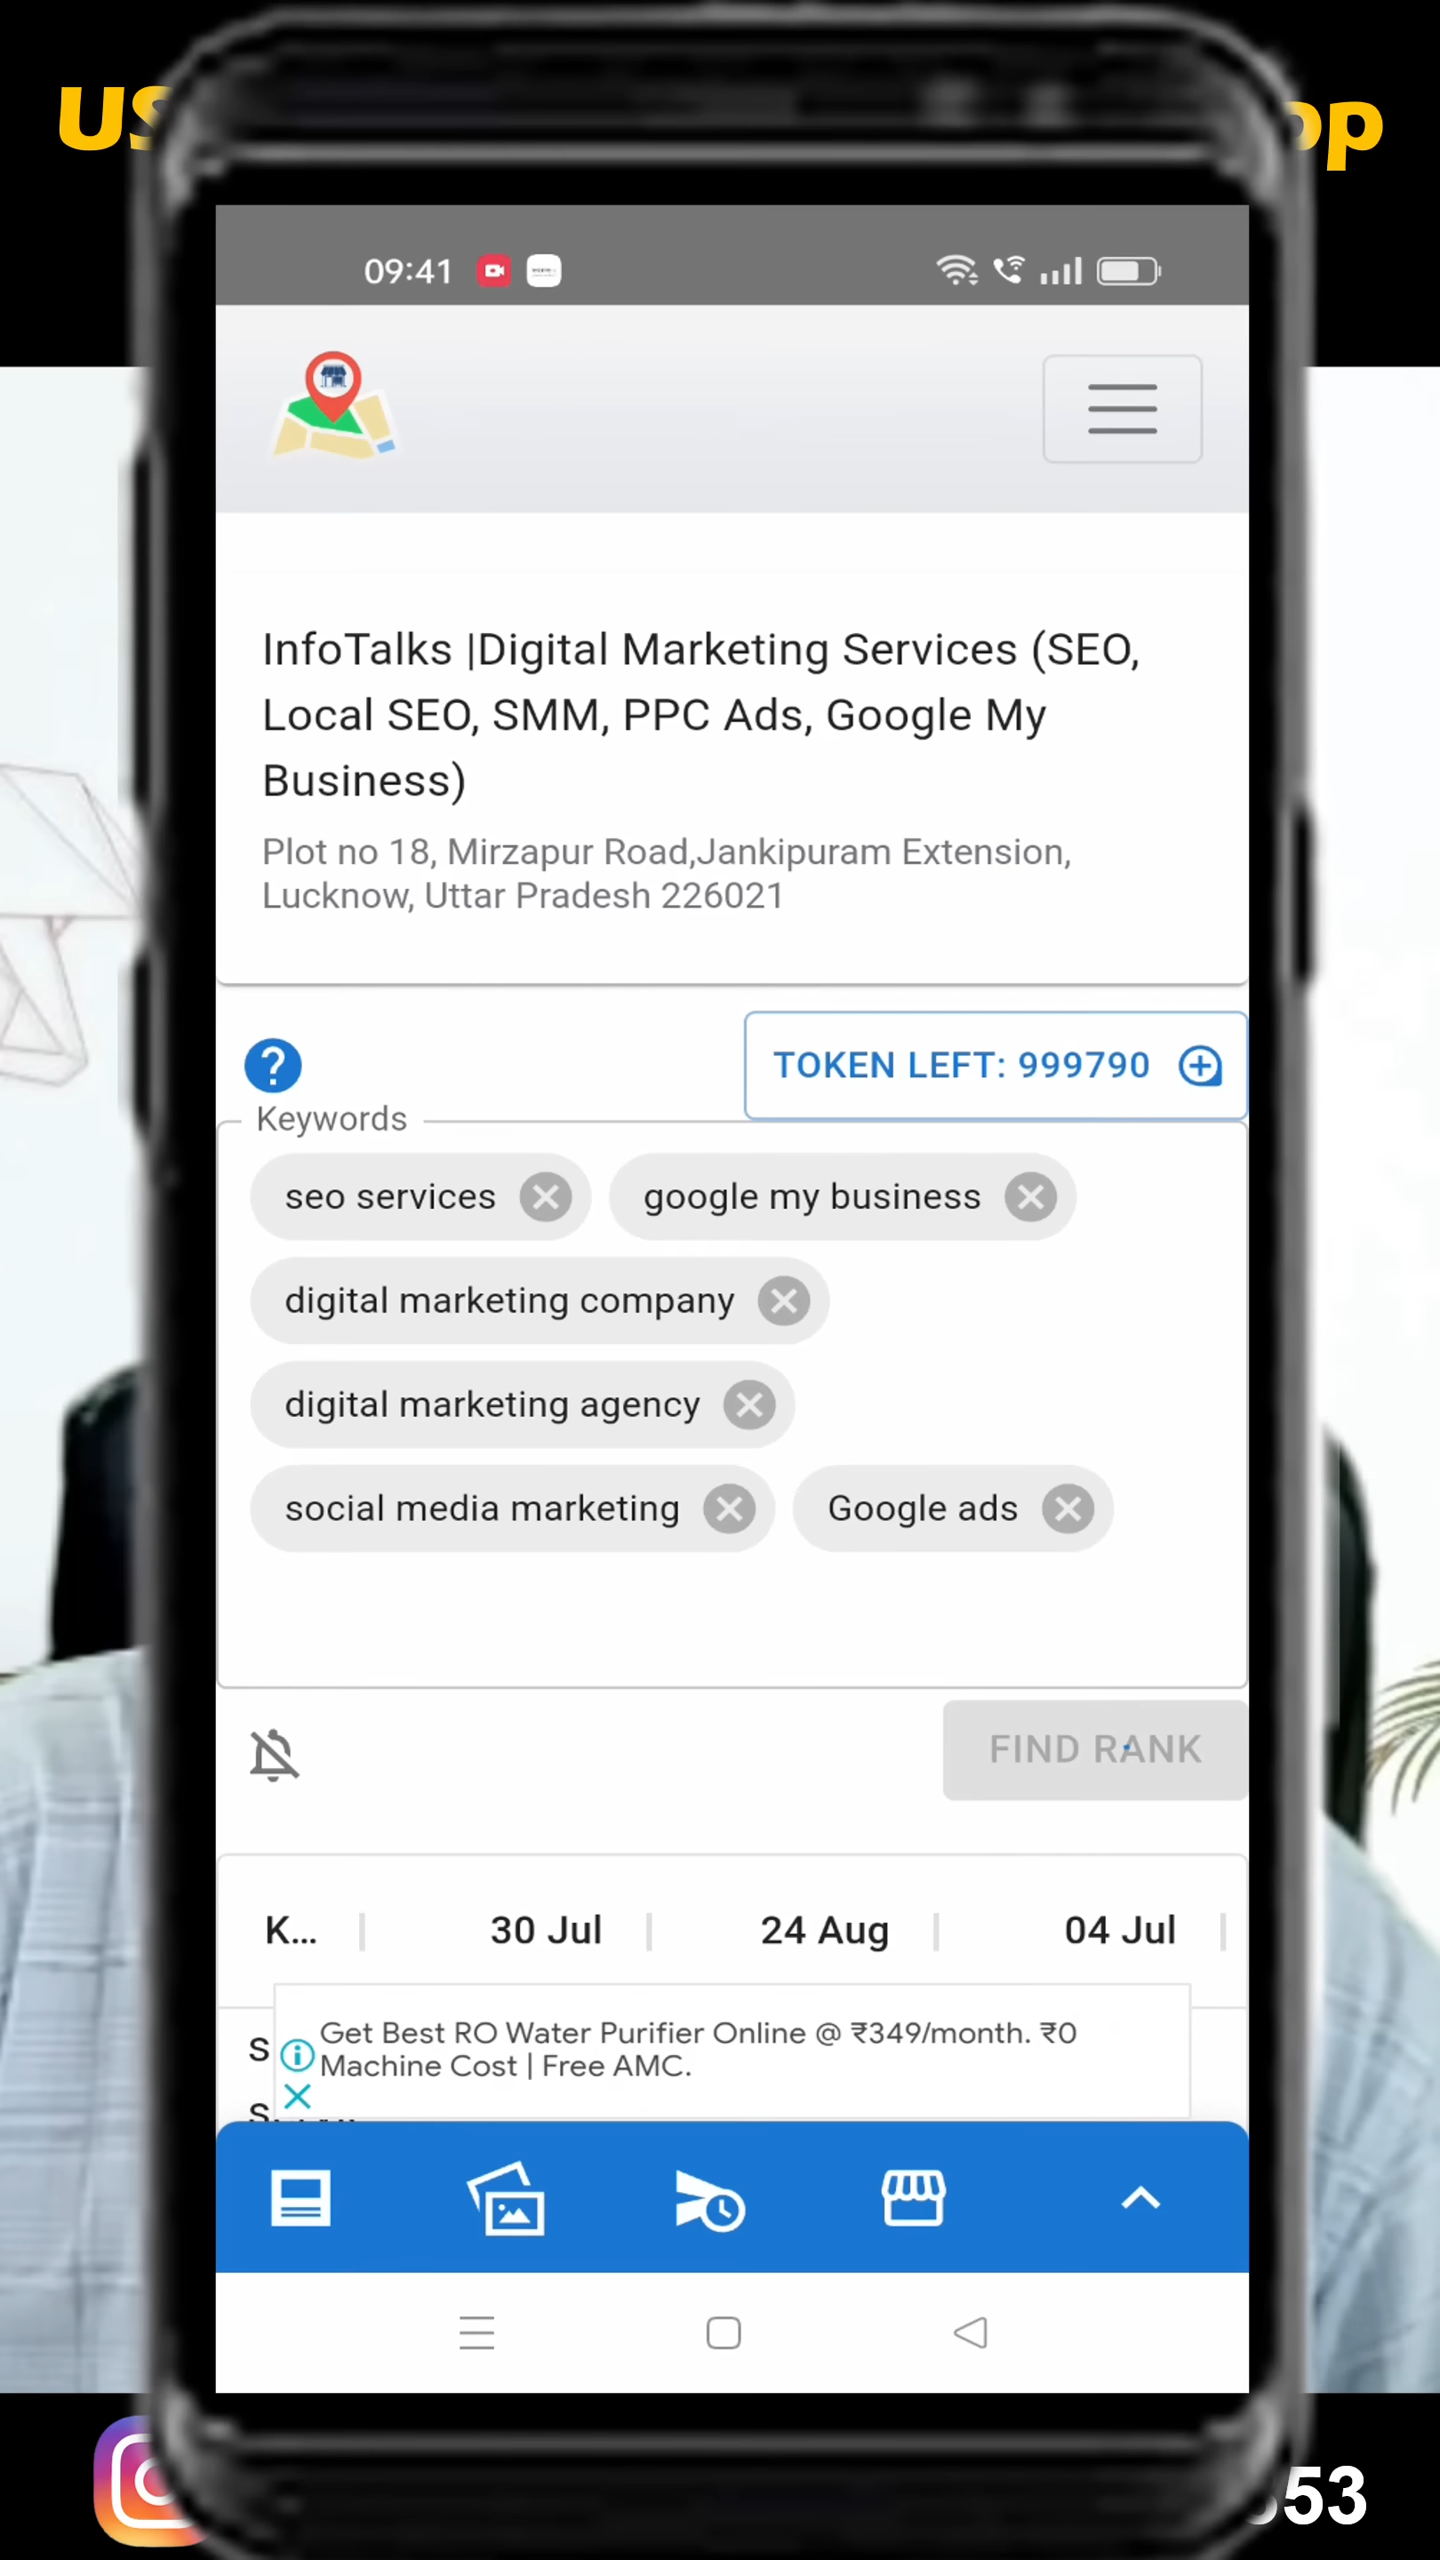 US
pp
09:41
InfoTalks |Digital Marketing Services (SEO,
Local SEO, SMM, PPC Ads, Google My
Business)
Plot no 18, Mirzapur Road,Jankipuram Extension,
Lucknow, Uttar Pradesh 226021
TOKEN LEFT: 999790
Keywords
seo services
google my business
digital marketing company
digital marketing agency
social media marketing
Google ads
FIND RANK
K...
30 Jul
24 Aug
04 Jul
Get Best RO Water Purifier Online @ ₹349/month. ₹0
Machine Cost | Free AMC.
s
53